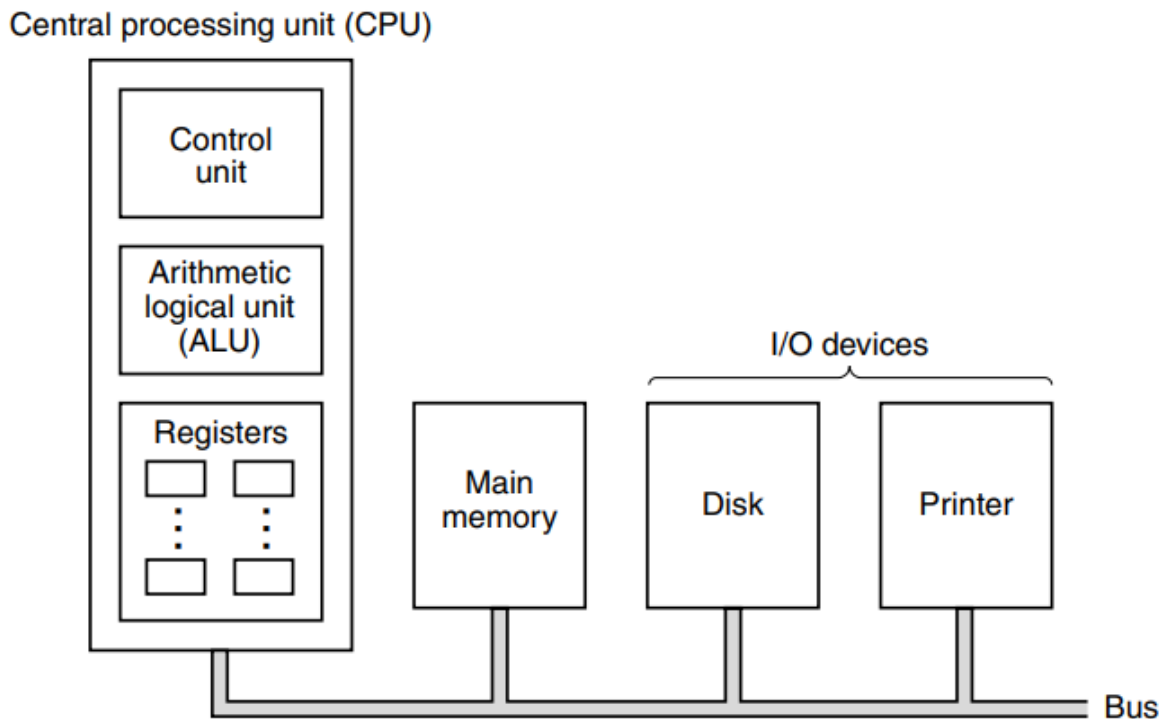 Central processing unit (CPU)
Control
unit
Arithmetic
logical unit
(ALU)
Registers
I/O devices
Main
memory
Disk
Printer
Bus